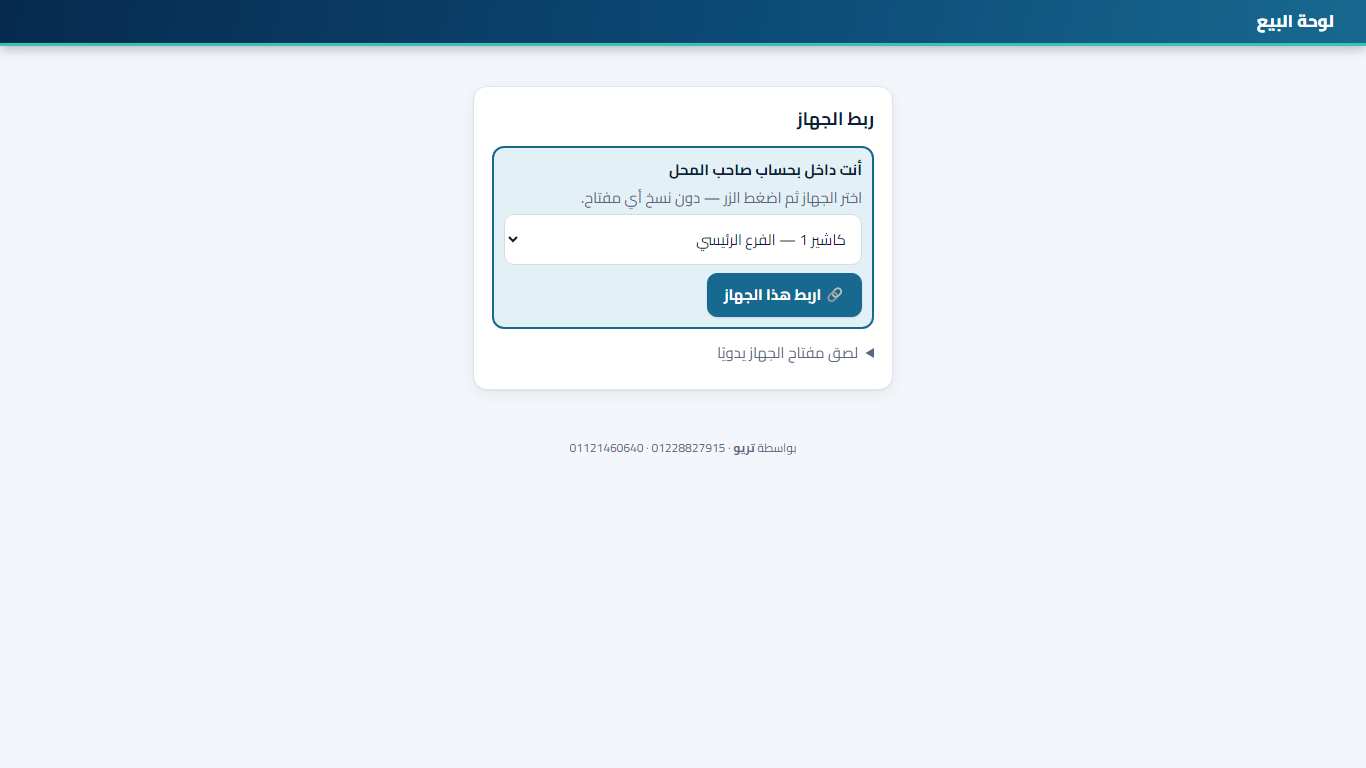 لوحة البيع
ربط الجهاز
أنت داخل بحساب صاحب المحل
اختر الجهاز ثم اضغط الزر — دون نسخ أي مفتاح.
كاشير 1 — الفرع الرئيسي
🔗 اربط هذا الجهاز
◀ لصق مفتاح الجهاز يدويًا
بواسطة تريو · 01228827915 · 01121460640